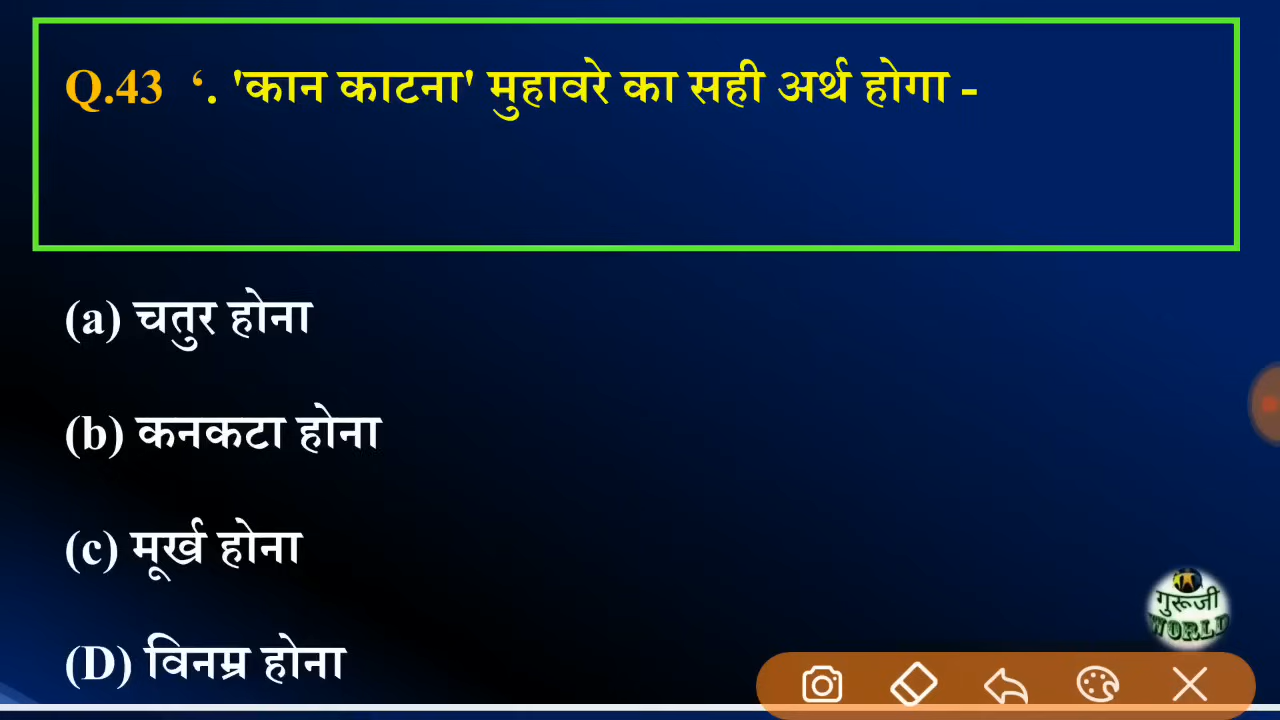 Q.43 ‘. 'कान काटना' मुहावरे का सही अर्थ होगा -
(a) चतुर होना
(b) कनकटा होना
(c) मूर्ख होना
(D) विनम्र होना
गुरूजी
WORLD